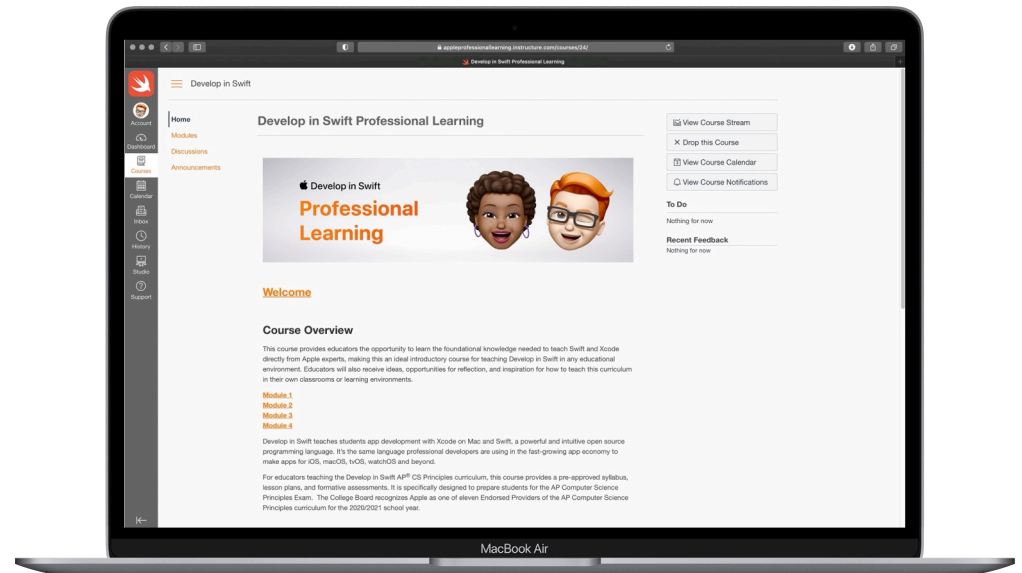 appleprofessionallearning.instructure.com/courses/24/
Develop in Swift Professional Learning
Develop in Swift
Account
Dashboard
Courses
Calendar
Inbox
History
Studio
Support
Home
Modules
Discussions
Announcements
Develop in Swift Professional Learning
Develop in Swift
Professional
Learning
Welcome
Course Overview
This course provides educators the opportunity to learn the foundational knowledge needed to teach Swift and Xcode
directly from Apple experts, making this an ideal introductory course for teaching Develop in Swift in any educational
environment. Educators will also receive ideas, opportunities for reflection, and inspiration for how to teach this curriculum
in their own classrooms or learning environments.
Module 1
Module 2
Module 3
Module 4
Develop in Swift teaches students app development with Xcode on Mac and Swift, a powerful and intuitive open source
programming language. It's the same language professional developers are using in the fast-growing app economy to
make apps for iOS, macOS, tvOS, watchOS and beyond.
For educators teaching the Develop in Swift AP® CS Principles curriculum, this course provides a pre-approved syllabus,
lesson plans, and formative assessments. It is specifically designed to prepare students for the AP Computer Science
Principles Exam. The College Board recognizes Apple as one of eleven Endorsed Providers of the AP Computer Science
Principles curriculum for the 2020/2021 school year.
View Course Stream
Drop this Course
View Course Calendar
View Course Notifications
To Do
Nothing for now
Recent Feedback
Nothing for now
MacBook Air